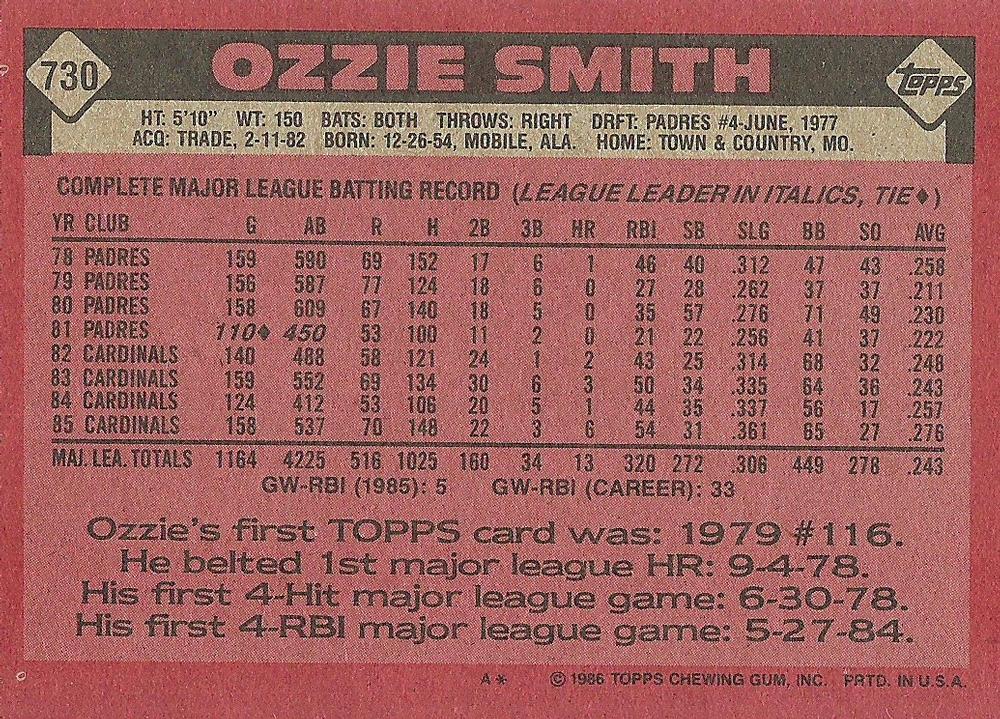 730 OZZIE SMITH TOPPS
HT: 5'10" WT: 150 BATS: BOTH THROWS: RIGHT DRFT: PADRES #4-JUNE, 1977
ACQ: TRADE, 2-11-82 BORN: 12-26-54, MOBILE, ALA. HOME: TOWN & COUNTRY, MO.
COMPLETE MAJOR LEAGUE BATTING RECORD (LEAGUE LEADER IN ITALICS, TIE♦)
YR CLUB G AB R H 2B 3B HR RBI SB SLG BB SO AVG
78 PADRES 159 590 69 152 17 6 1 46 40 .312 47 43 .258
79 PADRES 156 587 77 124 18 6 0 27 28 .262 37 37 .211
80 PADRES 158 609 67 140 18 5 0 35 57 .276 71 49 .230
81 PADRES 110♦ 450 53 100 11 2 0 21 22 .256 41 37 .222
82 CARDINALS 140 488 58 121 24 1 2 43 25 .314 68 32 .248
83 CARDINALS 159 552 69 134 30 6 3 50 34 .335 64 36 .243
84 CARDINALS 124 412 53 106 20 5 1 44 35 .337 56 17 .257
85 CARDINALS 158 537 70 148 22 3 6 54 31 .361 65 27 .276
MAJ. LEA. TOTALS 1164 4225 516 1025 160 34 13 320 272 .306 449 278 .243
GW-RBI (1985): 5 GW-RBI (CAREER): 33
Ozzie's first TOPPS card was: 1979 #116.
He belted 1st major league HR: 9-4-78.
His first 4-Hit major league game: 6-30-78.
His first 4-RBI major league game: 5-27-84.
A* © 1986 TOPPS CHEWING GUM, INC. PRTD. IN U.S.A.